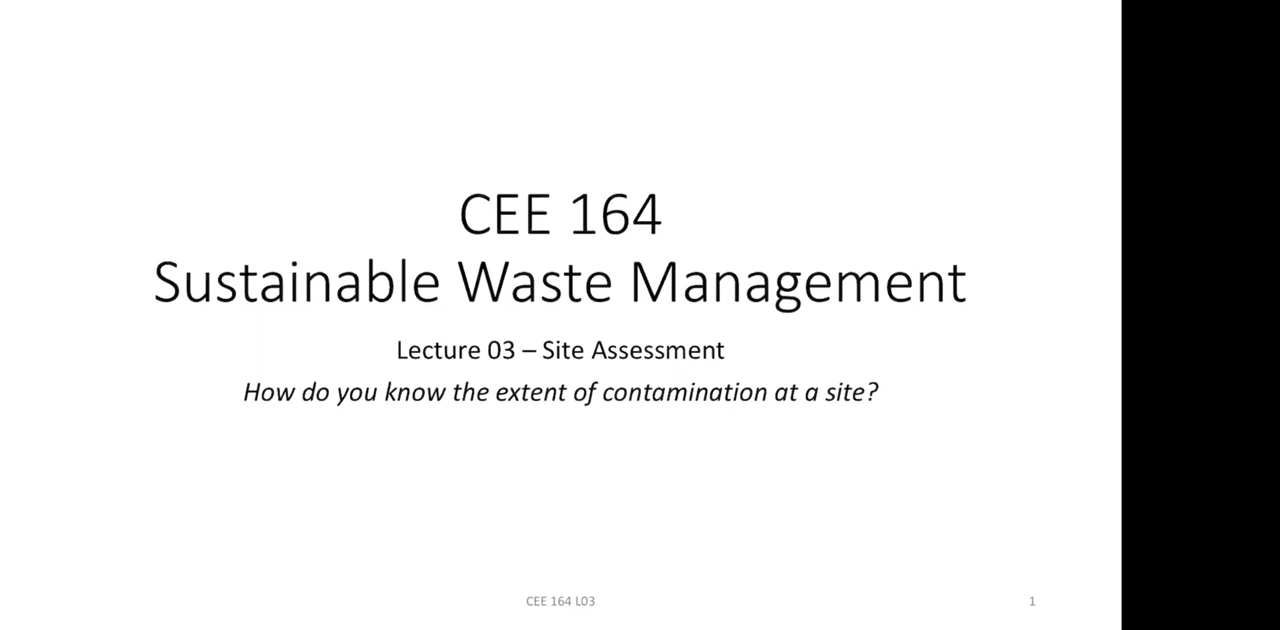 CEE 164
Sustainable Waste Management
Lecture 03 – Site Assessment
How do you know the extent of contamination at a site?
CEE 164 L03
1